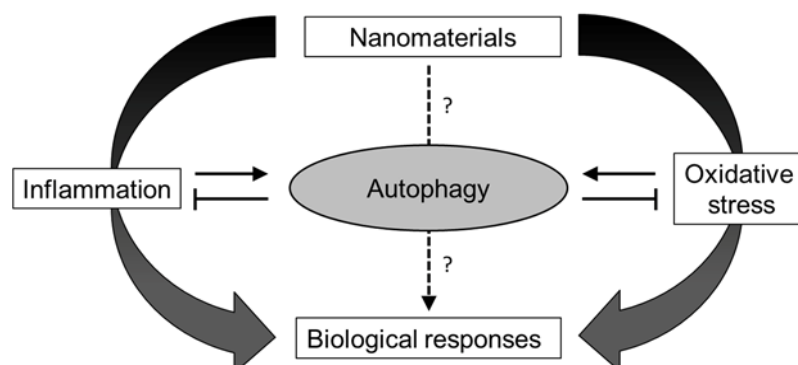 Nanomaterials
?
Inflammation
Autophagy
Oxidative
stress
?
Biological responses